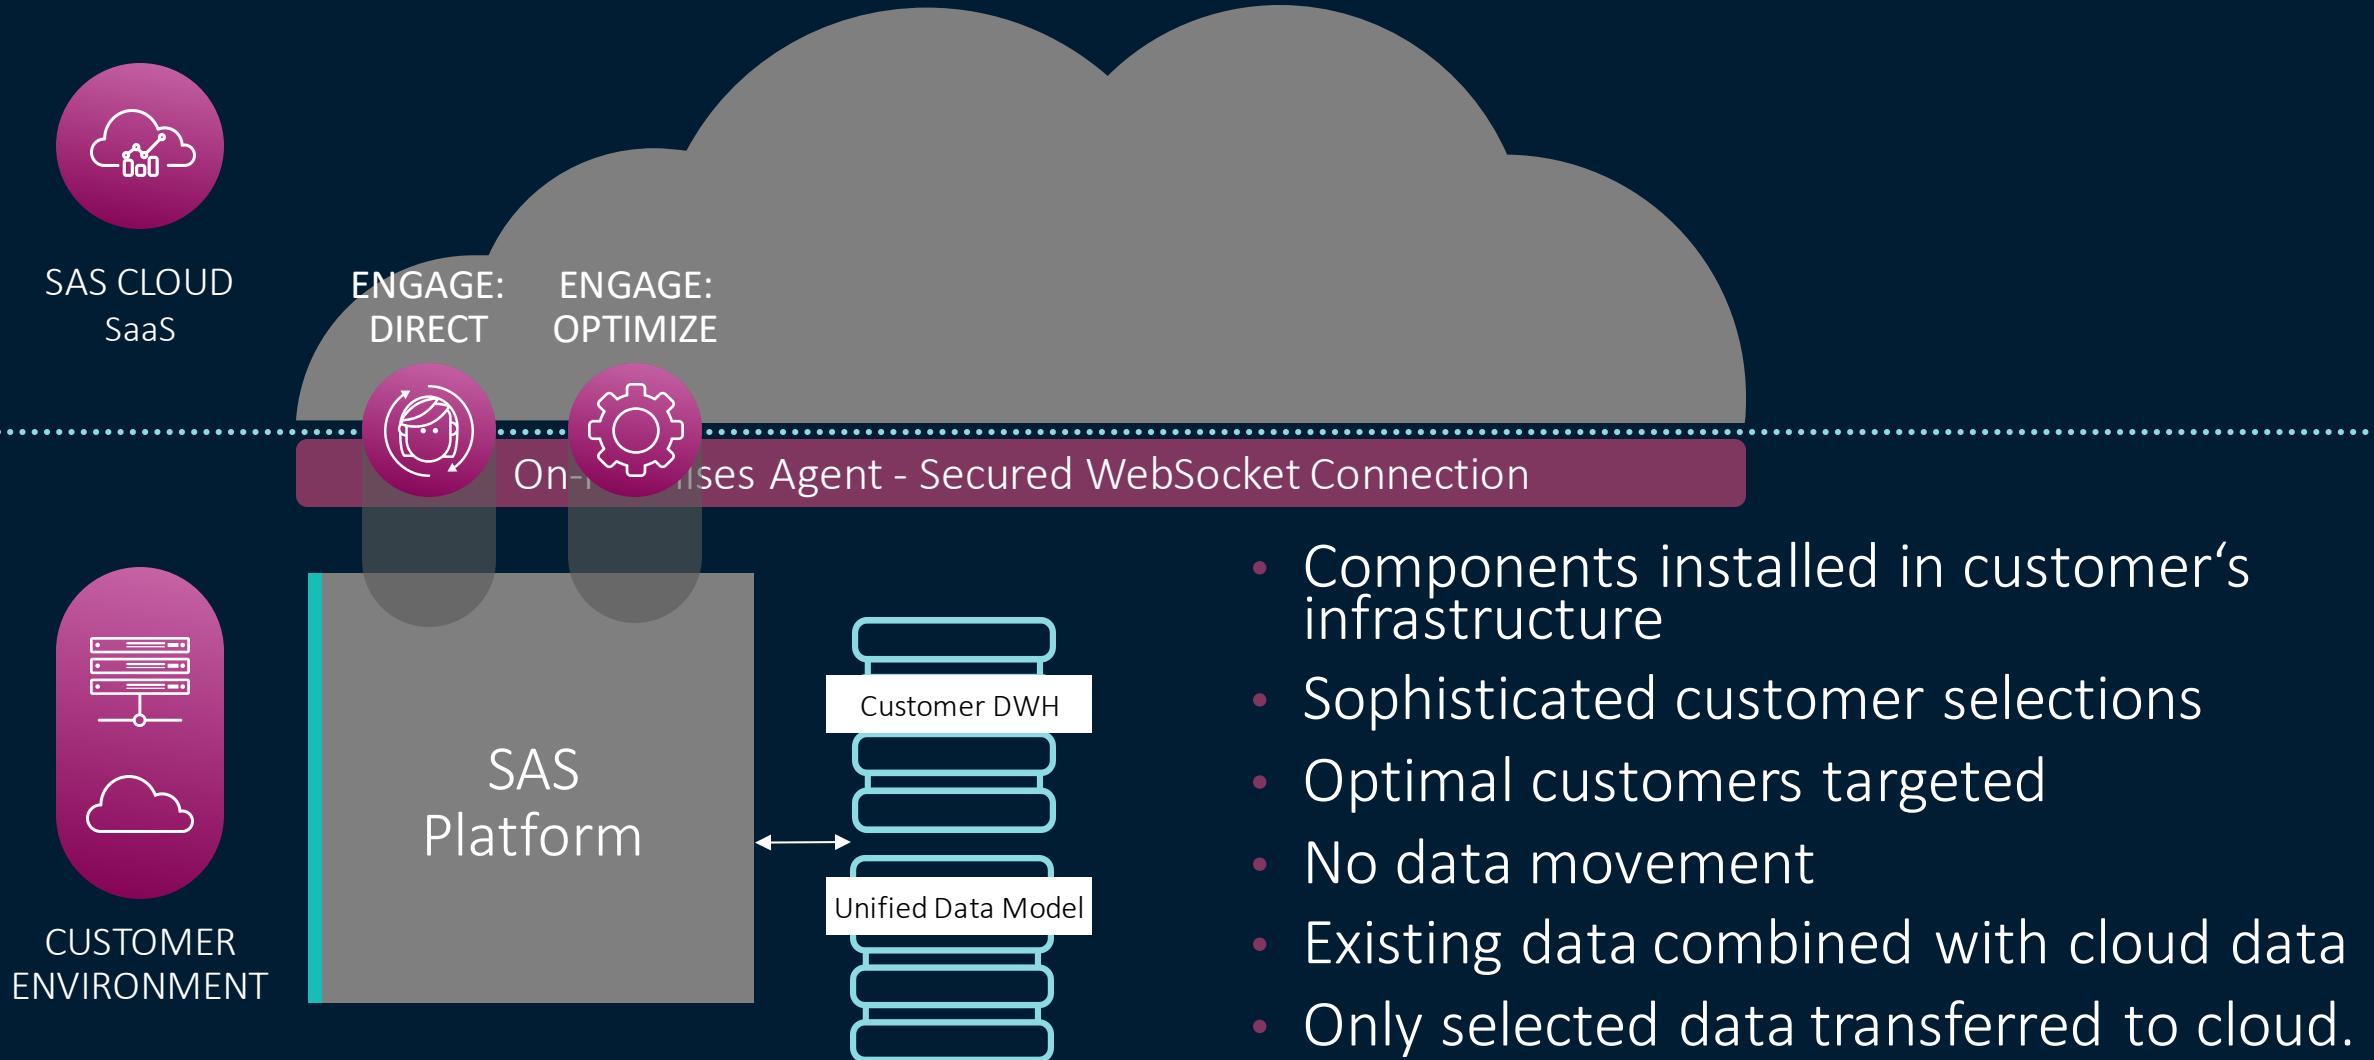 SAS CLOUD
SaaS
ENGAGE:
DIRECT
ENGAGE:
OPTIMIZE
On- ises Agent - Secured WebSocket Connection
CUSTOMER
ENVIRONMENT
SAS
Platform
Customer DWH
Unified Data Model
• Components installed in customer‘s
infrastructure
• Sophisticated customer selections
• Optimal customers targeted
• No data movement
• Existing data combined with cloud data
• Only selected data transferred to cloud.